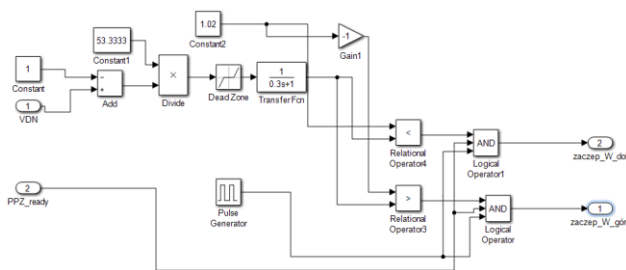 1.02
Constant2
-1
Gain1
53.3333
Constant1
1
Constant
Add
×
Divide
Dead Zone
1
0.3s+1
Transfer Fcn
1
VDN
<
Relational
Operator4
AND
Logical
Operator1
2
zaczep_W_dol
2
PPZ_ready
Pulse
Generator
>
Relational
Operator3
AND
Logical
Operator
1
zaczep_W_gór